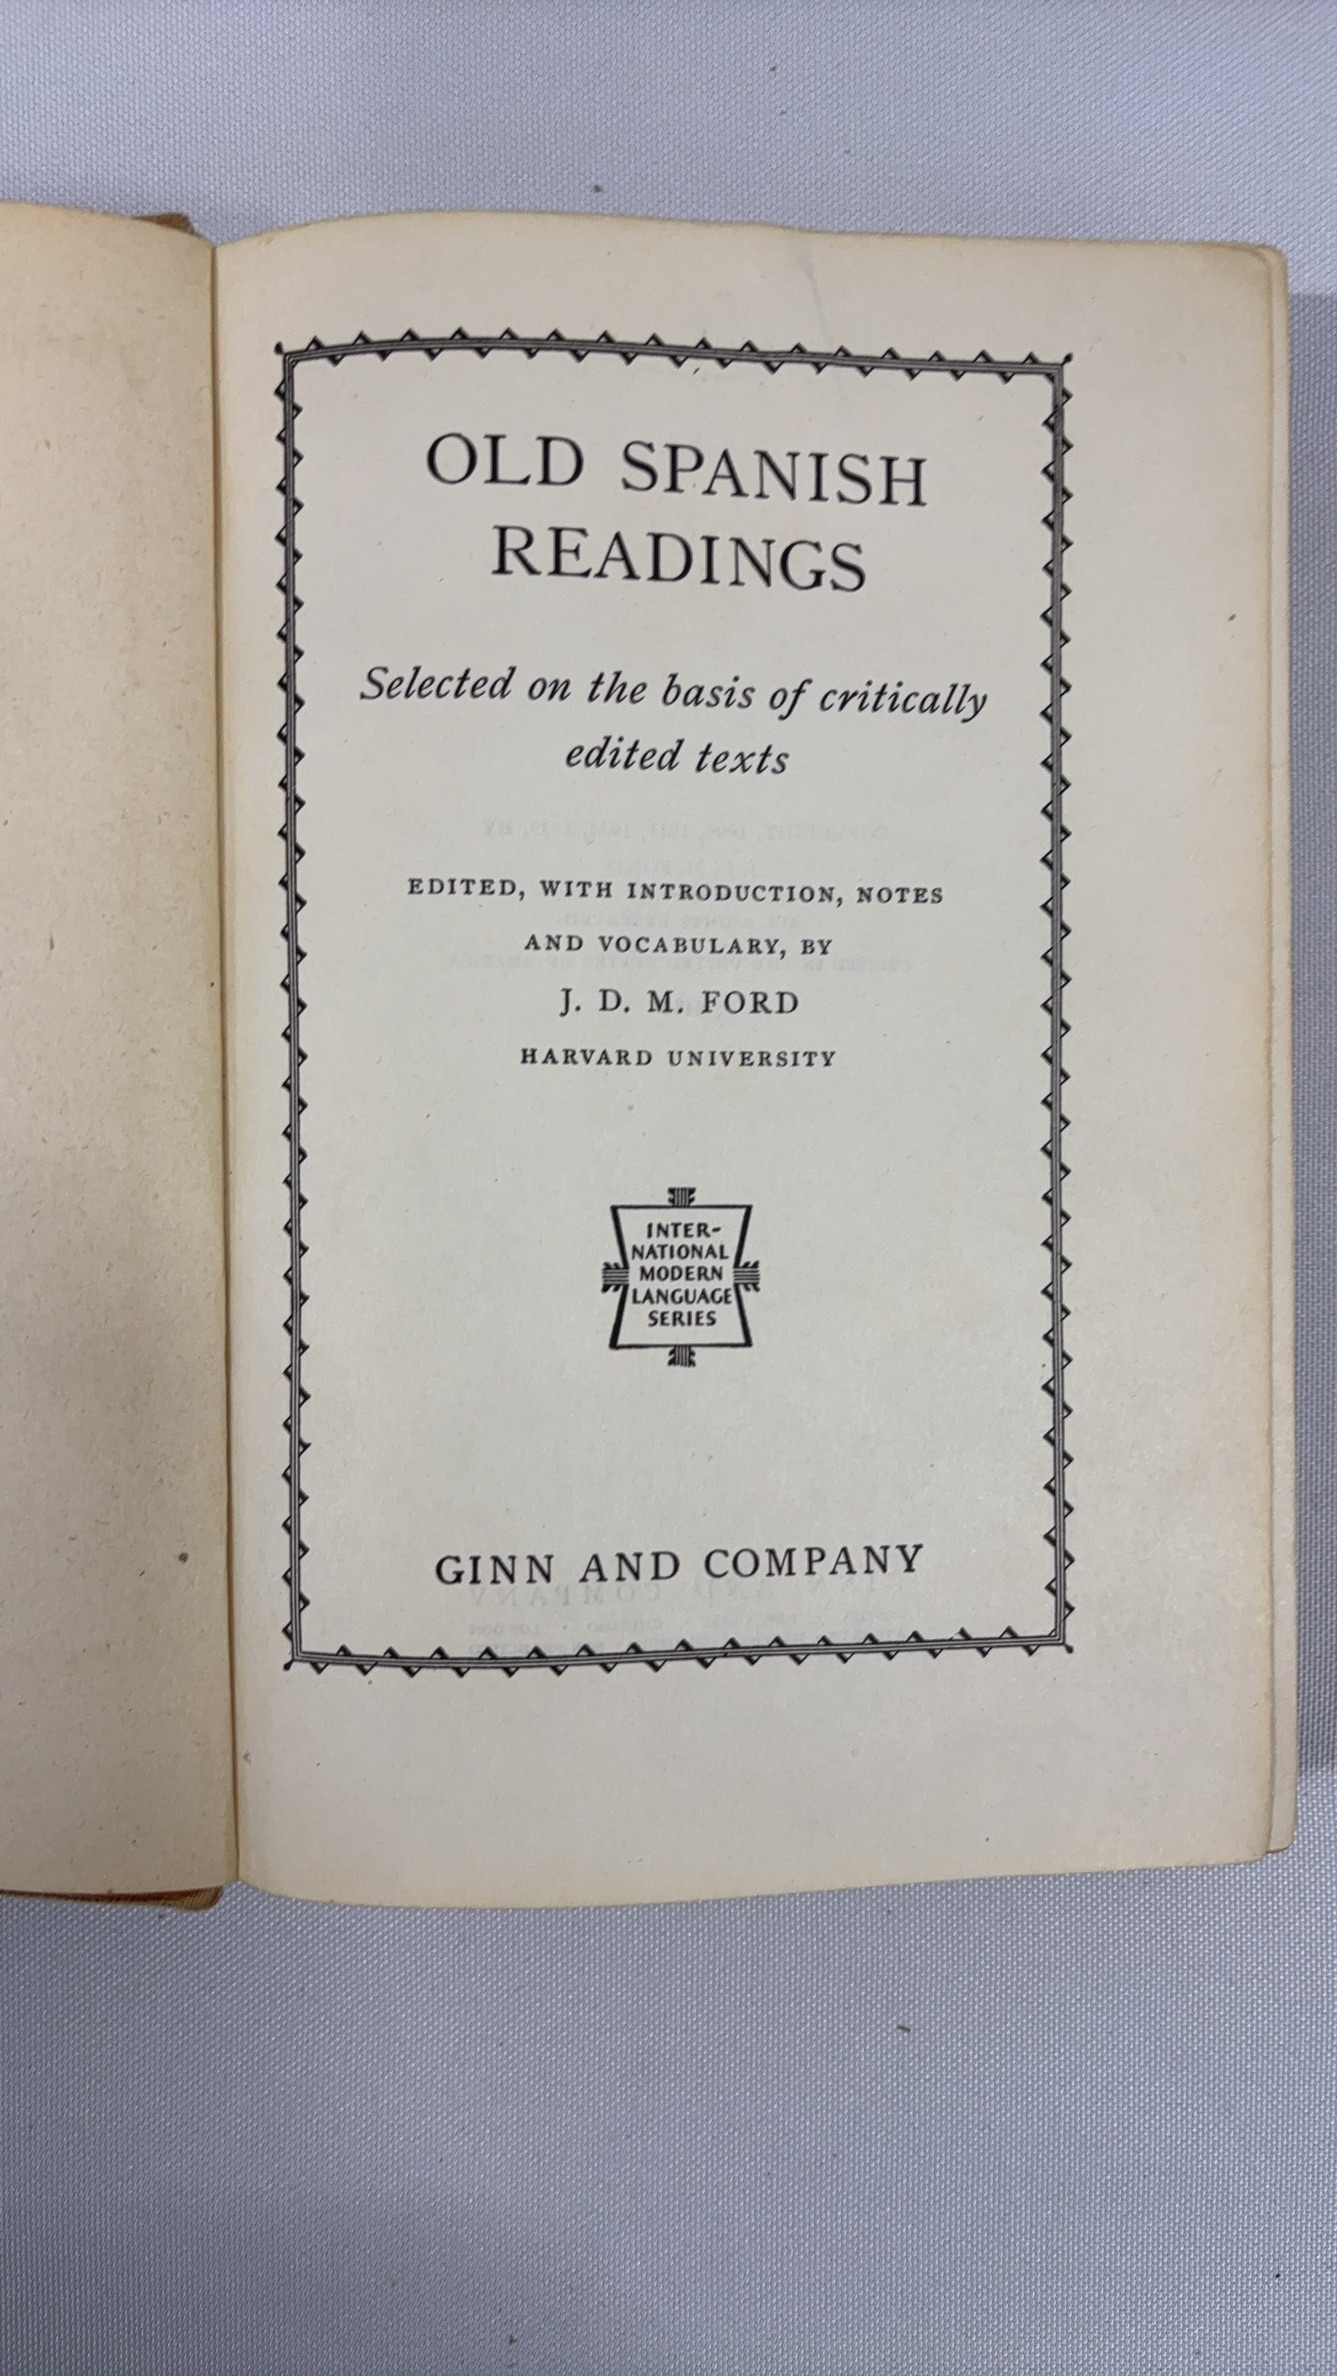 OLD SPANISH
READINGS
Selected on the basis of critically
edited texts
EDITED, WITH INTRODUCTION, NOTES
AND VOCABULARY, BY
J. D. M. FORD
HARVARD UNIVERSITY
INTER-
NATIONAL
MODERN
LANGUAGE
SERIES
GINN AND COMPANY